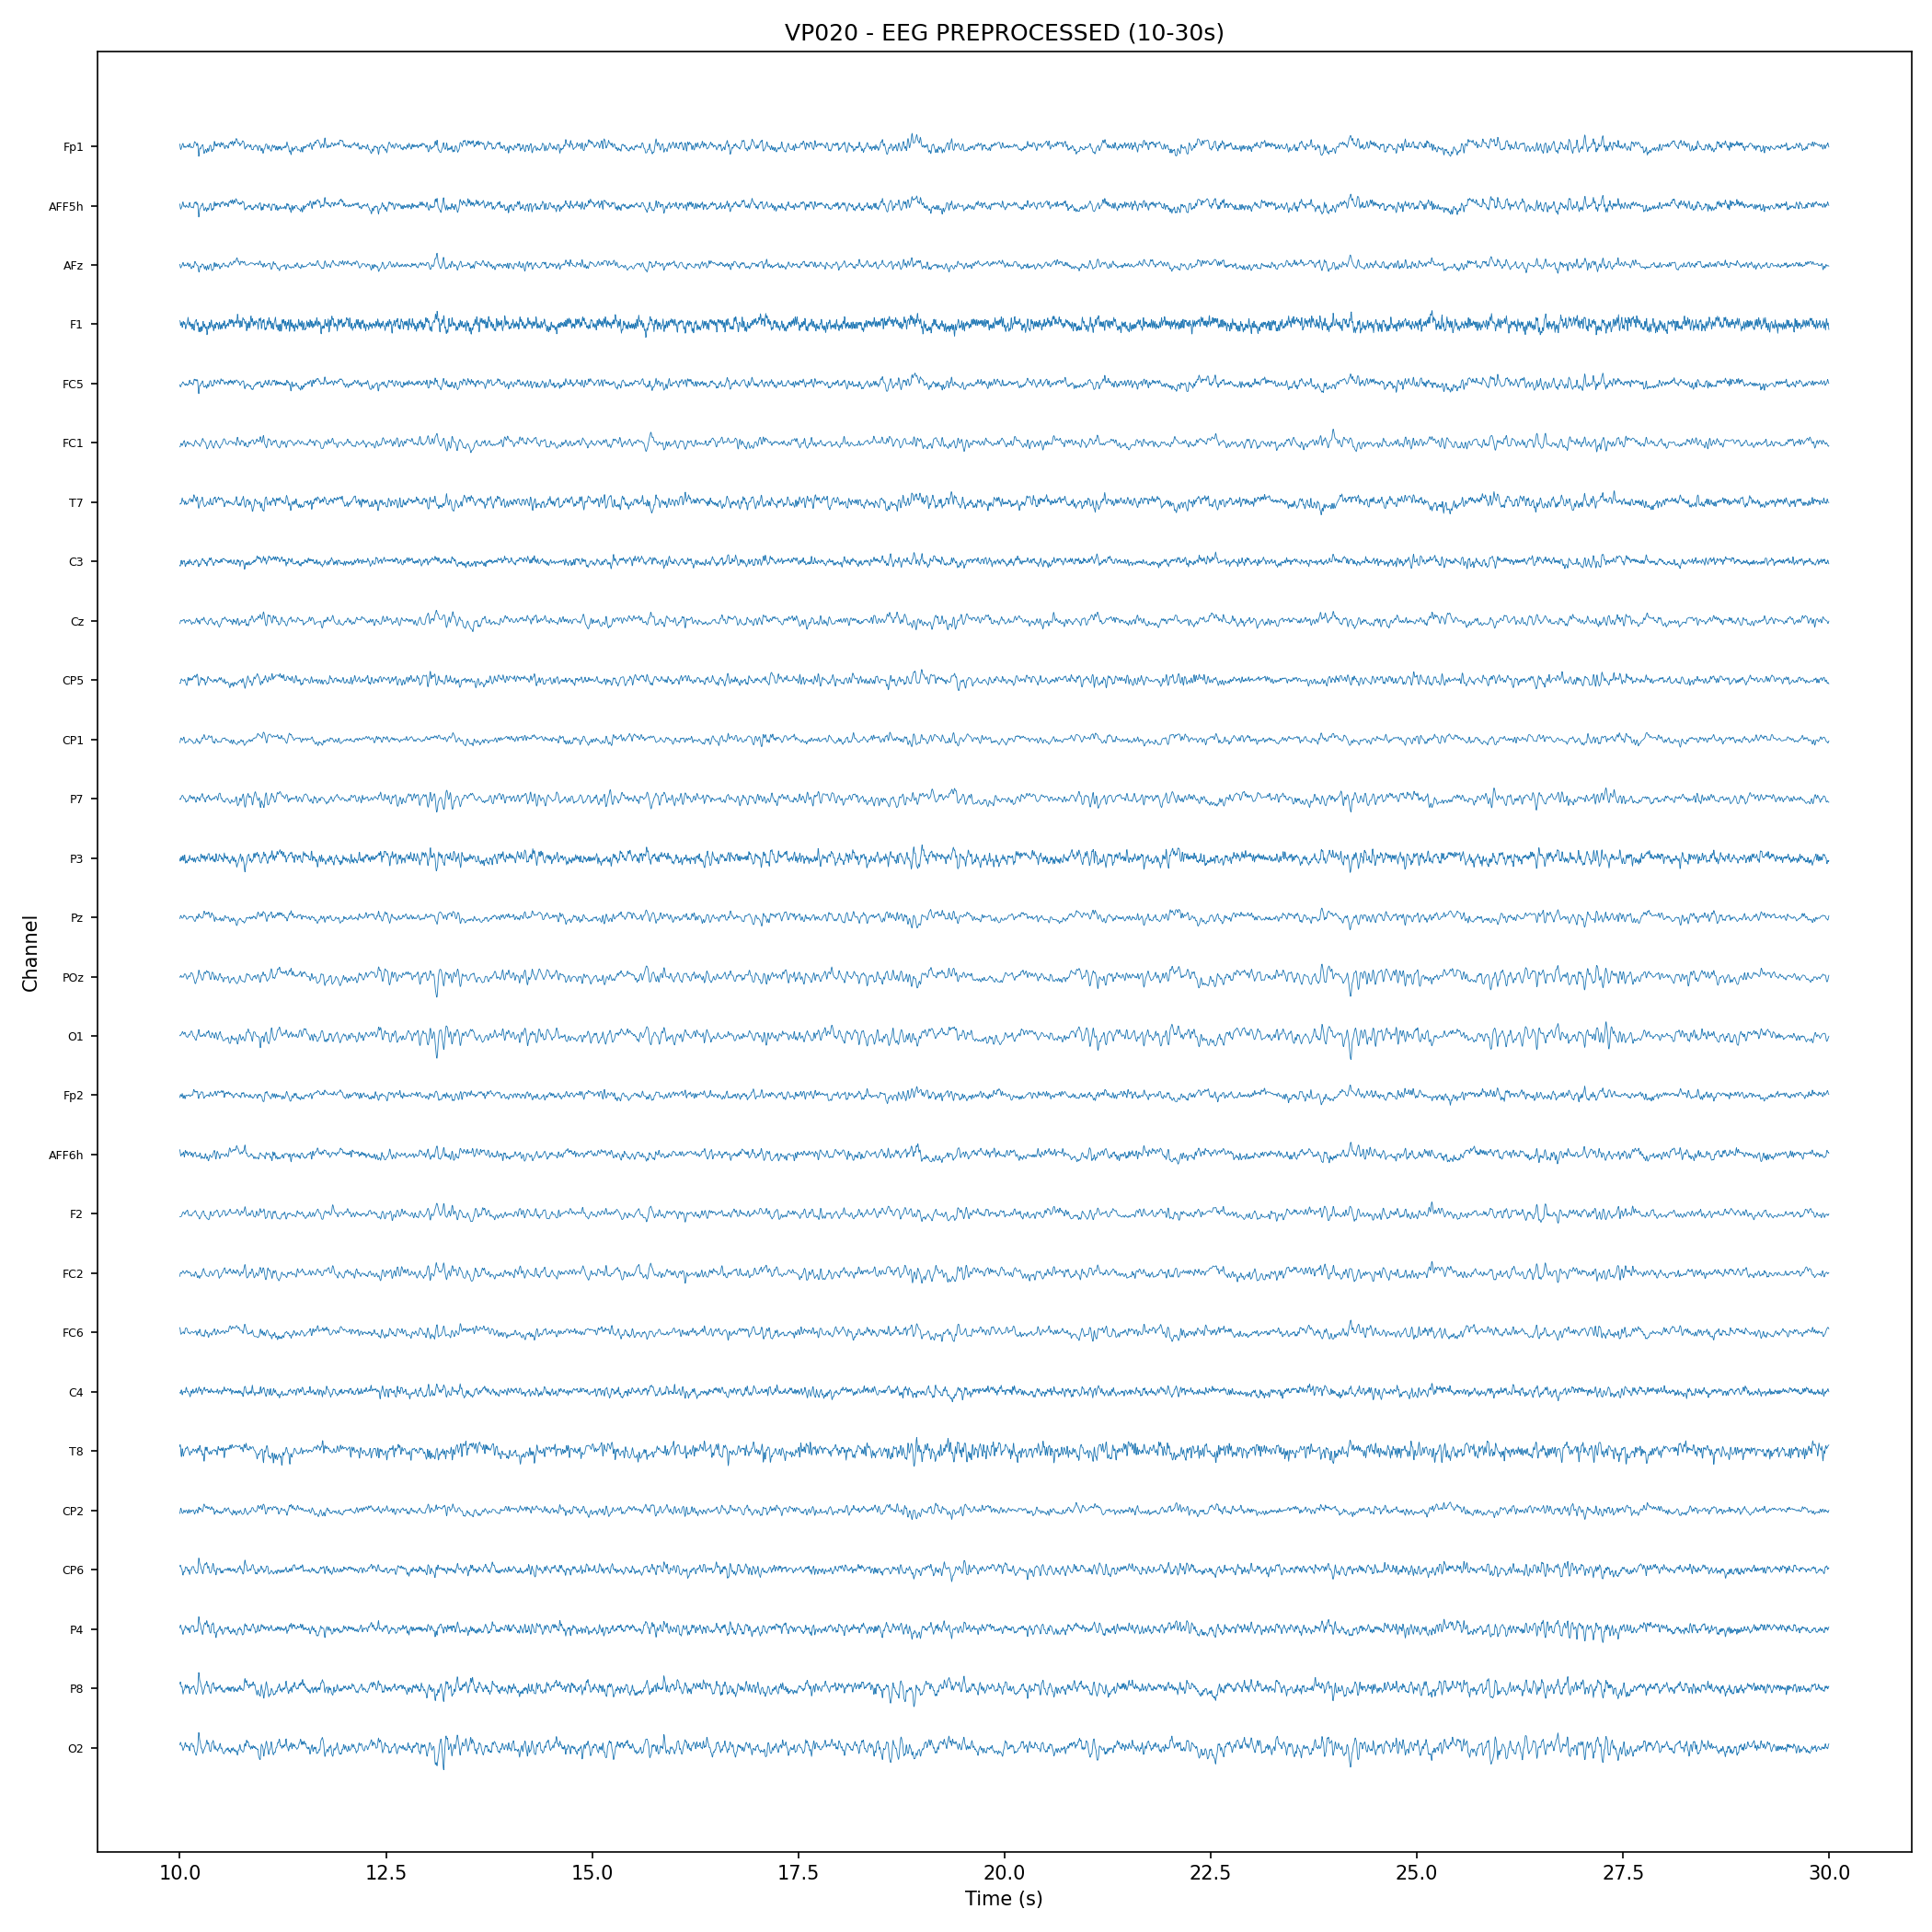 VP020 - EEG PREPROCESSED (10-30s)
Fp1
AFF5h
AFz
F1
FC5
FC1
T7
C3
Cz
CP5
CP1
P7
P3
Pz
POz
O1
Fp2
AFF6h
F2
FC2
FC6
C4
T8
CP2
CP6
P4
P8
O2
Channel
10.0 12.5 15.0 17.5 20.0 22.5 25.0 27.5 30.0
Time (s)